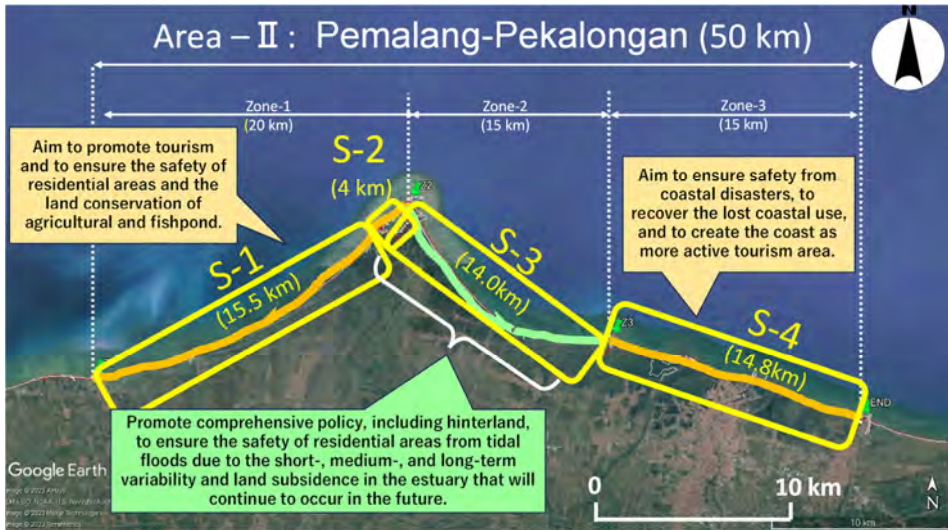 Area – Ⅱ : Pemalang-Pekalongan (50 km)
N
Zone-1
(20 km)
Zone-2
(15 km)
Zone-3
(15 km)
Aim to promote tourism
and to ensure the safety of
residential areas and the
land conservation of
agricultural and fishpond.
S-2
(4 km)
Z2
Aim to ensure safety from
coastal disasters, to
recover the lost coastal use,
and to create the coast as
more active tourism area.
S-1
(15.5 km)
S-3
(14.0km)
Z3
S-4
(14.8km)
END
Promote comprehensive policy, including hinterland,
to ensure the safety of residential areas from tidal
floods due to the short-, medium-, and long-term
variability and land subsidence in the estuary that will
continue to occur in the future.
Google Earth
0
10 km
N
10 km